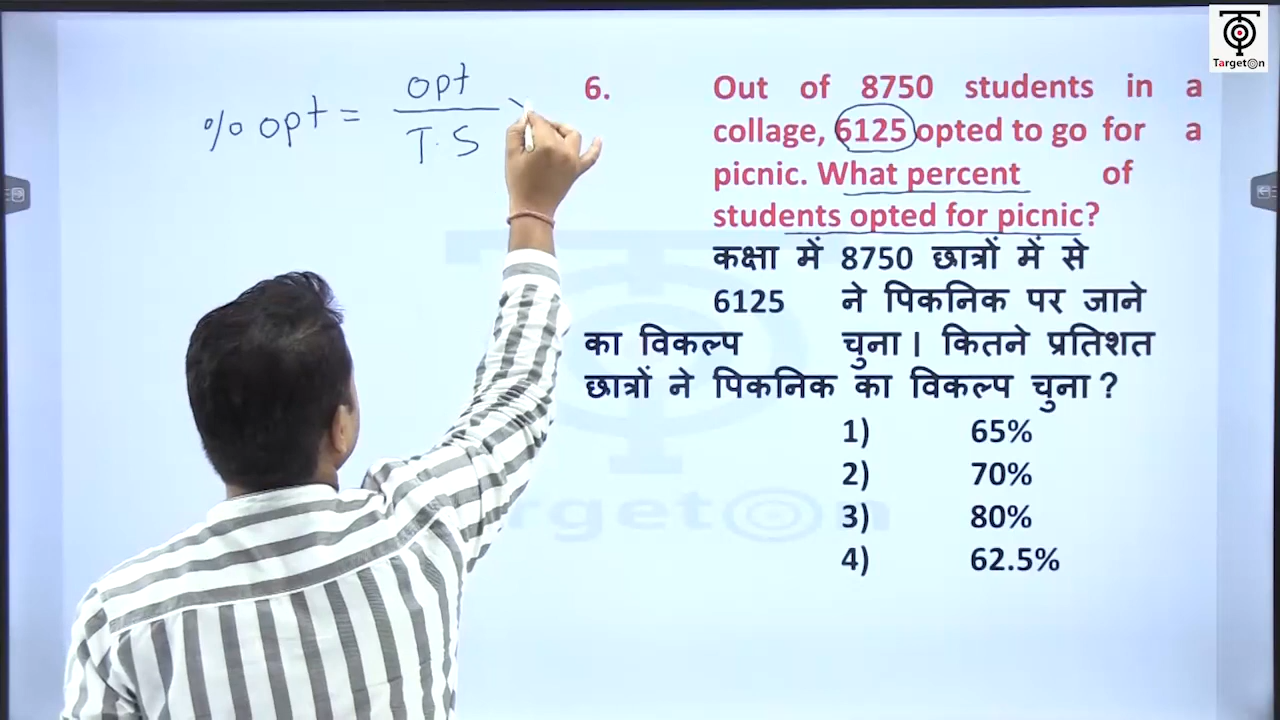 TargetOn
% opt = opt
T.S
6. Out of 8750 students in a
collage, 6125 opted to go for a
picnic. What percent of
students opted for picnic?
कक्षा में 8750 छात्रों में से
6125 ने पिकनिक पर जाने
का विकल्प चुना। कितने प्रतिशत
छात्रों ने पिकनिक का विकल्प चुना?
1) 65%
2) 70%
3) 80%
4) 62.5%
rgetOn